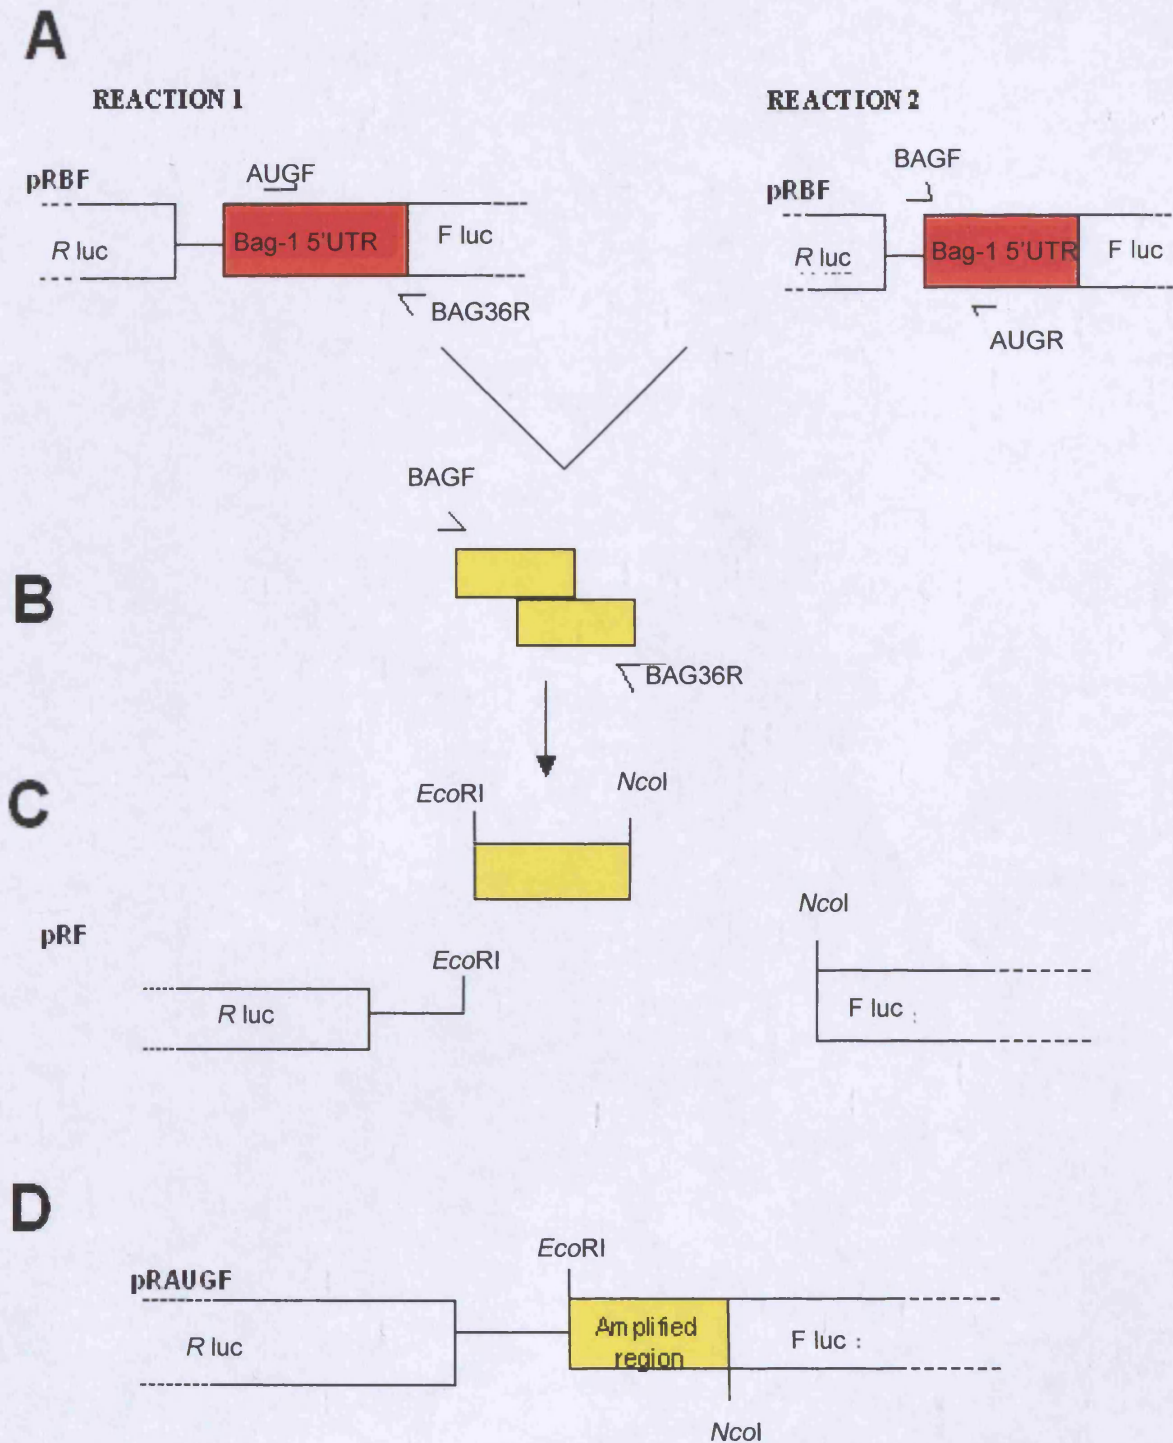 A
REACTION 1
REACTION 2
pRBF
AUGF
R luc
Bag-1 5'UTR
F luc
BAG36R
pRBF
BAGF
R luc
Bag-1 5'UTR
F luc
AUGR
BAGF
B
BAG36R
C
EcoRI
NcoI
pRF
EcoRI
NcoI
R luc
F luc
D
EcoRI
pRAUGF
R luc
Amplified
region
F luc :
NcoI